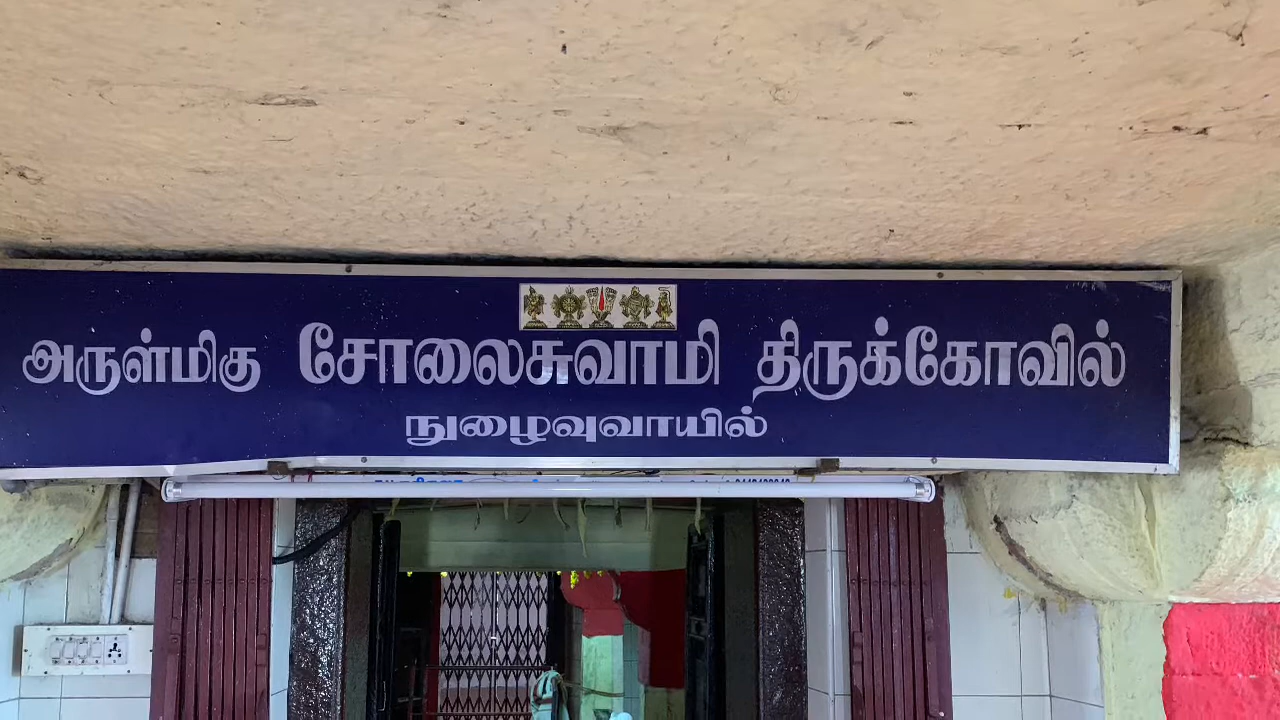 அருள்மிகு சோலைசுவாமி திருக்கோவில்
நுழைவுவாயில்